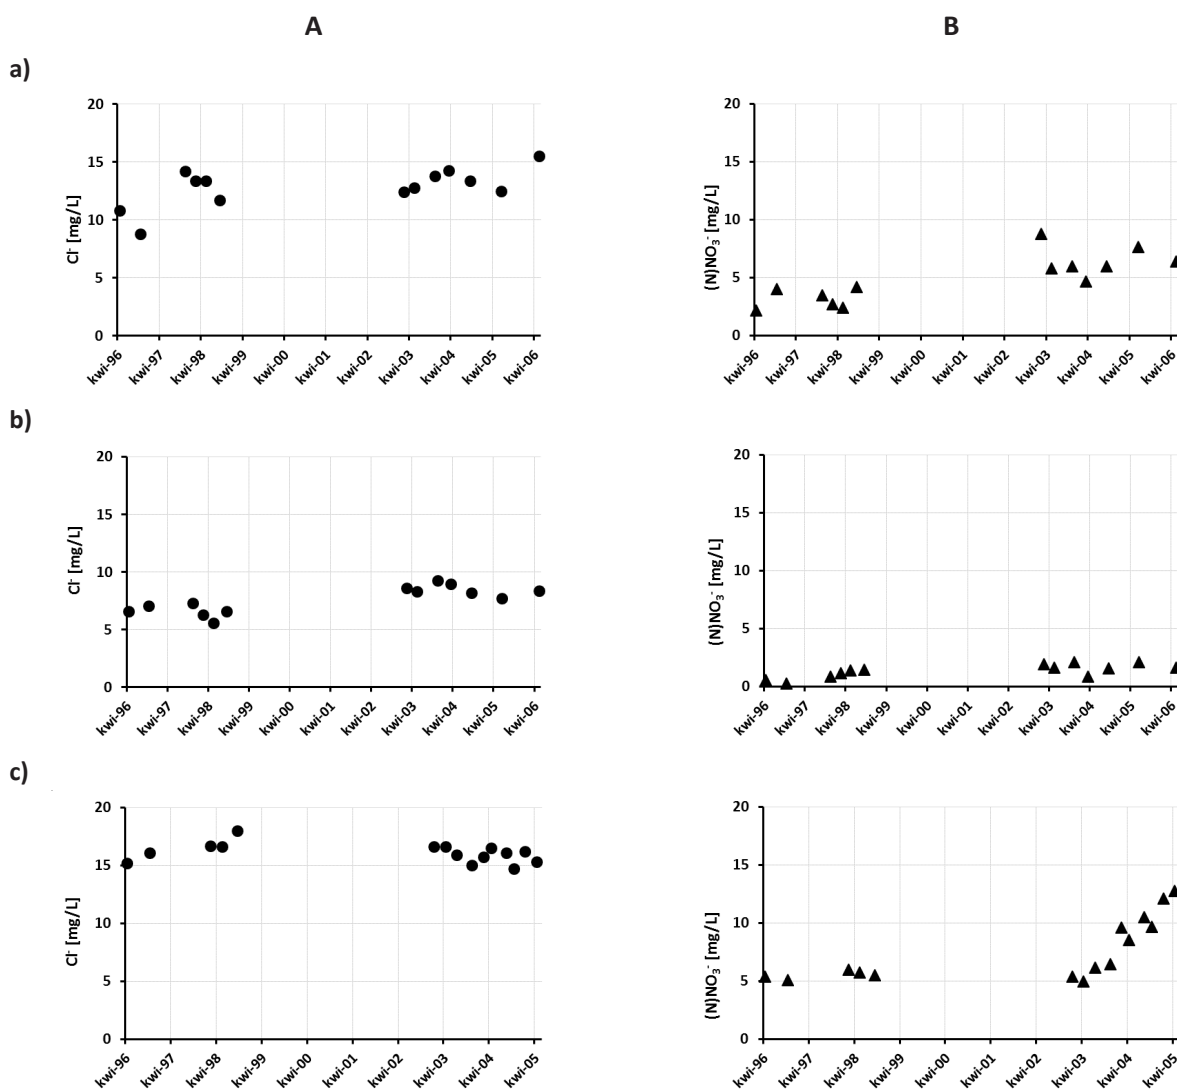 A B
a)
20
15
10
5
0
Cl- [mg/L]
kwi-96 kwi-97 kwi-98 kwi-99 kwi-00 kwi-01 kwi-02 kwi-03 kwi-04 kwi-05 kwi-06
20
15
10
5
0
(N)NO3- [mg/L]
kwi-96 kwi-97 kwi-98 kwi-99 kwi-00 kwi-01 kwi-02 kwi-03 kwi-04 kwi-05 kwi-06
b)
20
15
10
5
0
Cl- [mg/L]
kwi-96 kwi-97 kwi-98 kwi-99 kwi-00 kwi-01 kwi-02 kwi-03 kwi-04 kwi-05 kwi-06
20
15
10
5
0
(N)NO3- [mg/L]
kwi-96 kwi-97 kwi-98 kwi-99 kwi-00 kwi-01 kwi-02 kwi-03 kwi-04 kwi-05 kwi-06
c)
20
15
10
5
0
Cl- [mg/L]
kwi-96 kwi-97 kwi-98 kwi-99 kwi-00 kwi-01 kwi-02 kwi-03 kwi-04 kwi-05
20
15
10
5
0
(N)NO3- [mg/L]
kwi-96 kwi-97 kwi-98 kwi-99 kwi-00 kwi-01 kwi-02 kwi-03 kwi-04 kwi-05